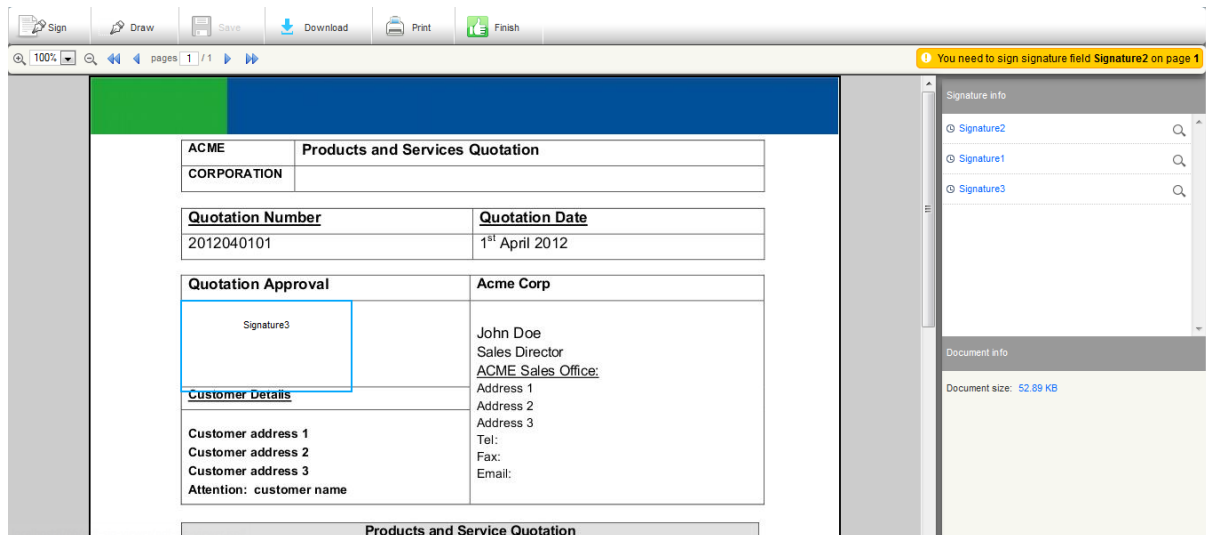 Sign Draw Save Download Print Finish
100% pages 1 / 1
You need to sign signature field Signature2 on page 1
ACME Products and Services Quotation
CORPORATION
Quotation Number Quotation Date
2012040101 1st April 2012
Quotation Approval Acme Corp
Signature3
John Doe
Sales Director
ACME Sales Office:
Address 1
Address 2
Address 3
Tel:
Fax:
Email:
Customer Details
Customer address 1
Customer address 2
Customer address 3
Attention: customer name
Products and Service Quotation
Signature info
Signature2
Signature1
Signature3
Document info
Document size: 52.89 KB